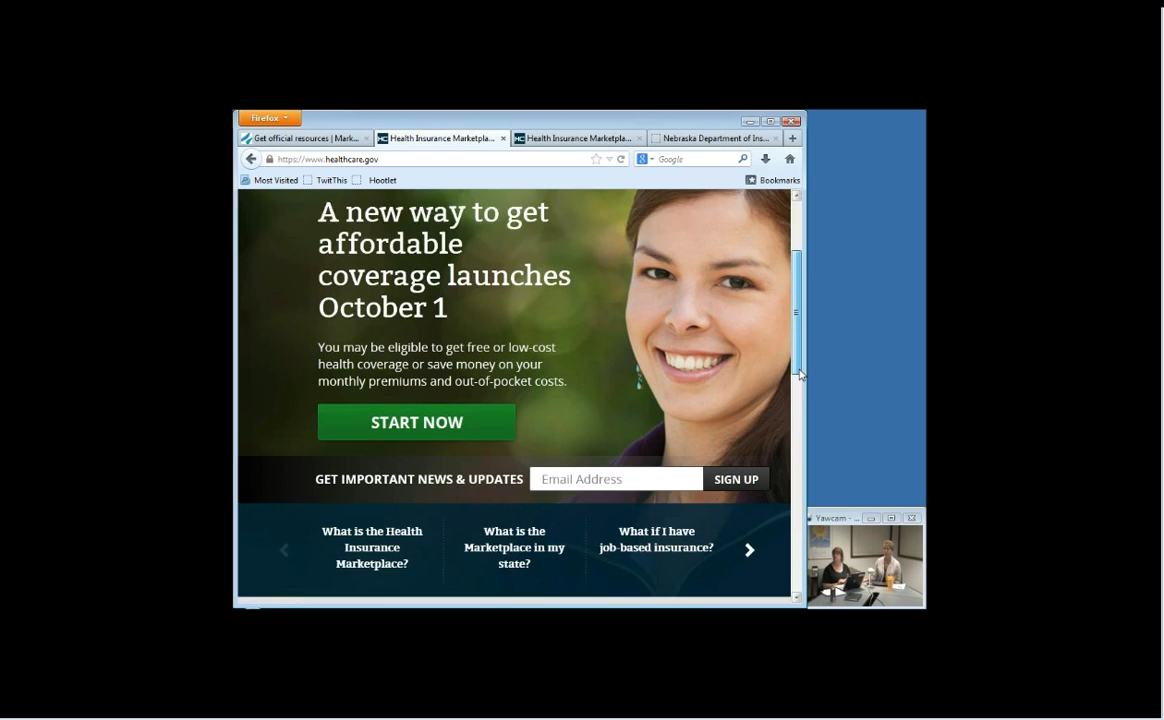 Firefox
Get official resources | Mark...
Health Insurance Marketpla...
Health Insurance Marketpla...
Nebraska Department of Ins...
https://www.healthcare.gov
Google
Most Visited
TwitThis
Hootlet
Bookmarks
A new way to get
affordable
coverage launches
October 1
You may be eligible to get free or low-cost
health coverage or save money on your
monthly premiums and out-of-pocket costs.
START NOW
GET IMPORTANT NEWS & UPDATES
Email Address
SIGN UP
What is the Health
Insurance
Marketplace?
What is the
Marketplace in my
state?
What if I have
job-based insurance?
Yawcam - ...